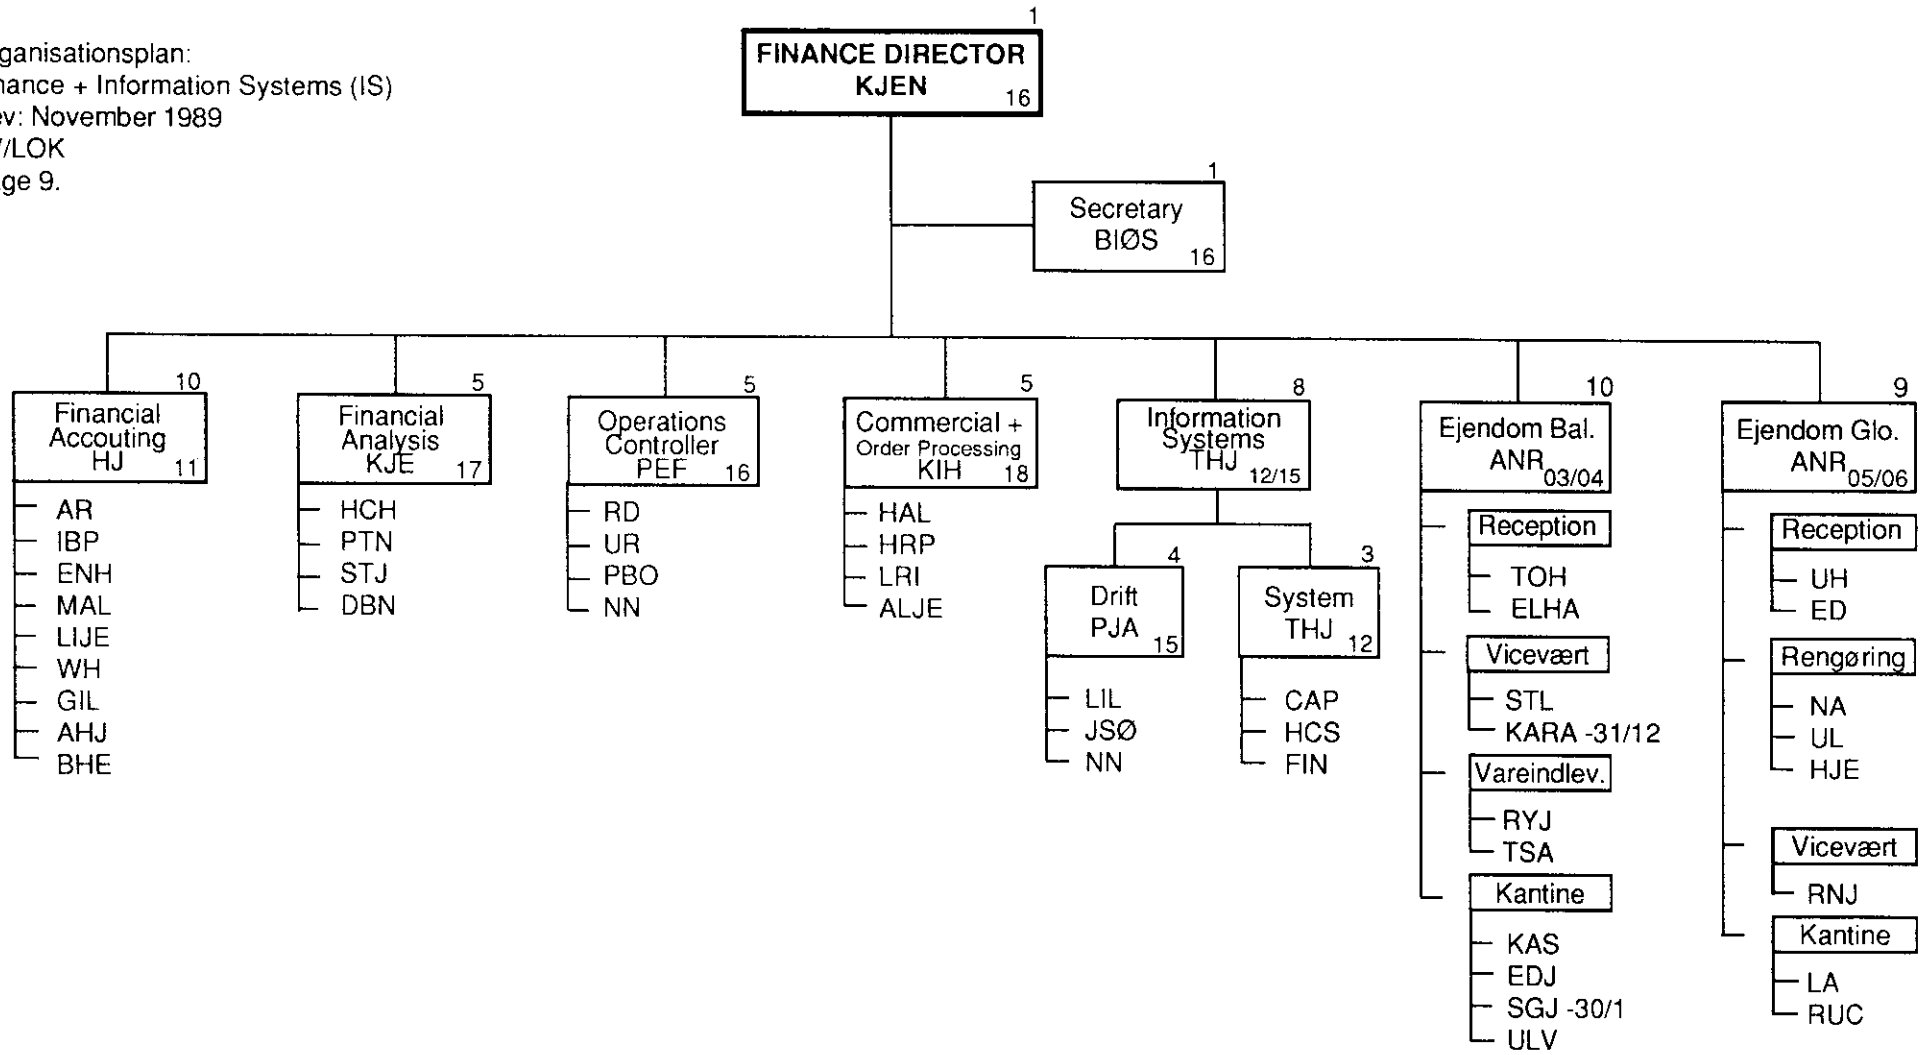 ganisationsplan:
nance + Information Systems (IS)
ev: November 1989
//LOK
ge 9.
1
FINANCE DIRECTOR
KJEN
16
1
Secretary
BIØS
16
10
Financial
Accouting
HJ
11
AR
IBP
ENH
MAL
LIJE
WH
GIL
AHJ
BHE
5
Financial
Analysis
KJE
17
HCH
PTN
STJ
DBN
5
Operations
Controller
PEF
16
RD
UR
PBO
NN
5
Commercial +
Order Processing
KIH
18
HAL
HRP
LRI
ALJE
8
Information
Systems
THJ
12/15
4
Drift
PJA
15
LIL
JSØ
NN
3
System
THJ
12
CAP
HCS
FIN
10
Ejendom Bal.
ANR
03/04
Reception
TOH
ELHA
Vicevært
STL
KARA -31/12
Vareindlev.
RYJ
TSA
Kantine
KAS
EDJ
SGJ -30/1
ULV
9
Ejendom Glo.
ANR
05/06
Reception
UH
ED
Rengøring
NA
UL
HJE
Vicevært
RNJ
Kantine
LA
RUC